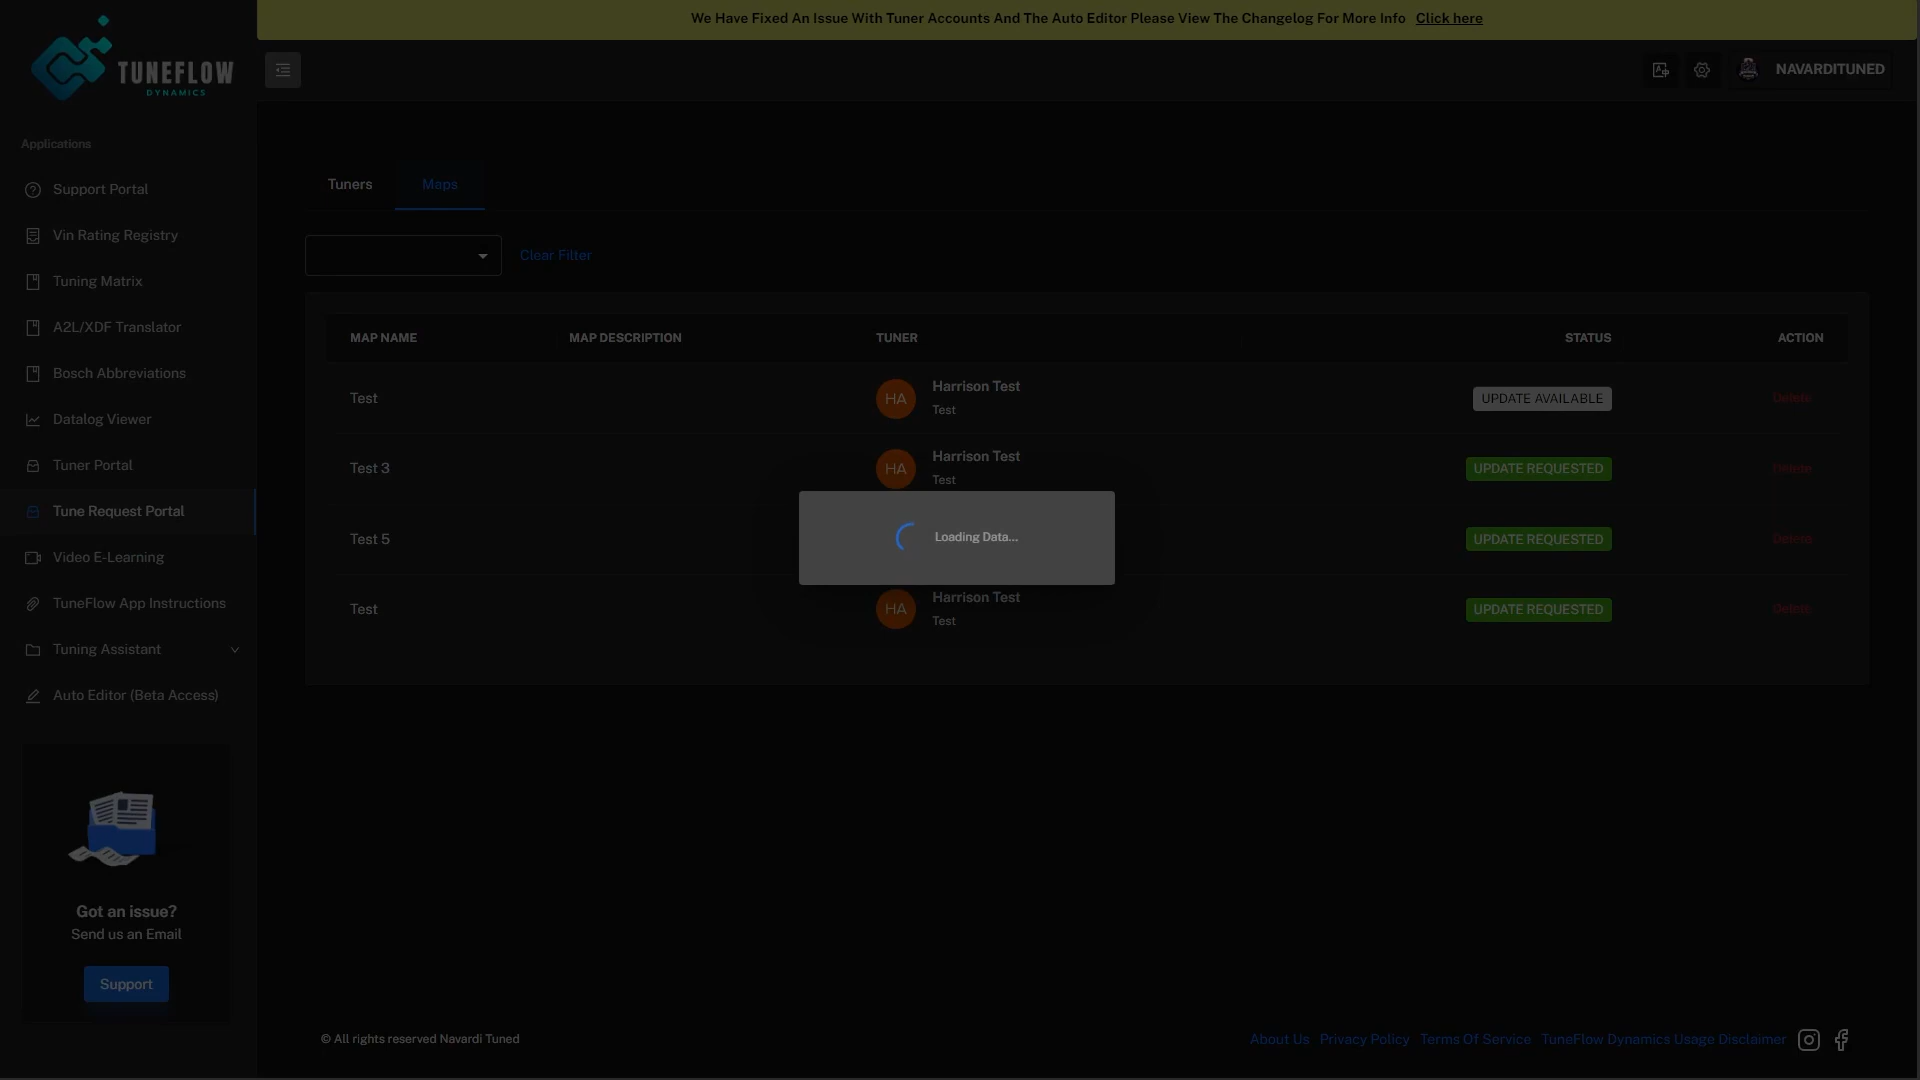 We Have Fixed An Issue With Tuner Accounts And The Auto Editor Please View The Changelog For More Info Click here
TUNEFLOW
DYNAMICS
NAVARDITUNED
Applications
Support Portal
Vin Rating Registry
Tuning Matrix
A2L/XDF Translator
Bosch Abbreviations
Datalog Viewer
Tuner Portal
Tune Request Portal
Video E-Learning
TuneFlow App Instructions
Tuning Assistant
Auto Editor (Beta Access)
Got an issue?
Send us an Email
Support
Tuners Maps
Clear Filter
MAP NAME MAP DESCRIPTION TUNER STATUS ACTION
Test HA Harrison Test UPDATE AVAILABLE Delete
Test
Test 3 HA Harrison Test UPDATE REQUESTED Delete
Test
Loading Data...
Test 5 UPDATE REQUESTED Delete
Test HA Harrison Test UPDATE REQUESTED Delete
Test
© All rights reserved Navardi Tuned
About Us Privacy Policy Terms Of Service TuneFlow Dynamics Usage Disclaimer